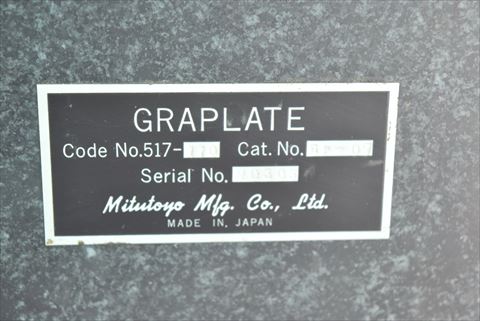 GRAPLATE
Code No.517- Cat. No.
Serial No.
Mitutoyo Mfg. Co., Ltd.
MADE IN JAPAN